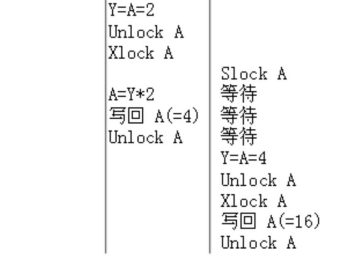 Y=A=2
Unlock A
Xlock A
Slock A
A=Y*2
等待
写回 A(=4)
等待
Unlock A
等待
Y=A=4
Unlock A
Xlock A
写回 A(=16)
Unlock A